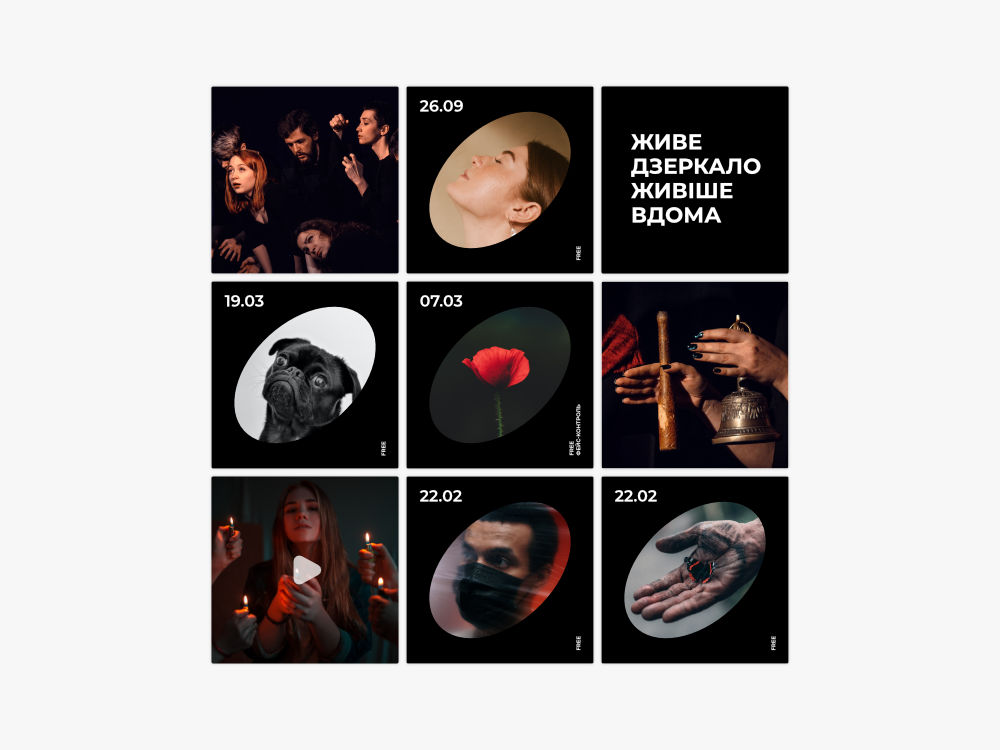 26.09
FREE
ЖИВЕ
ДЗЕРКАЛО
ЖИВІШЕ
ВДОМА
19.03
FREE
07.03
FREE
ФЕЙС-КОНТРОЛЬ
22.02
FREE
22.02
FREE